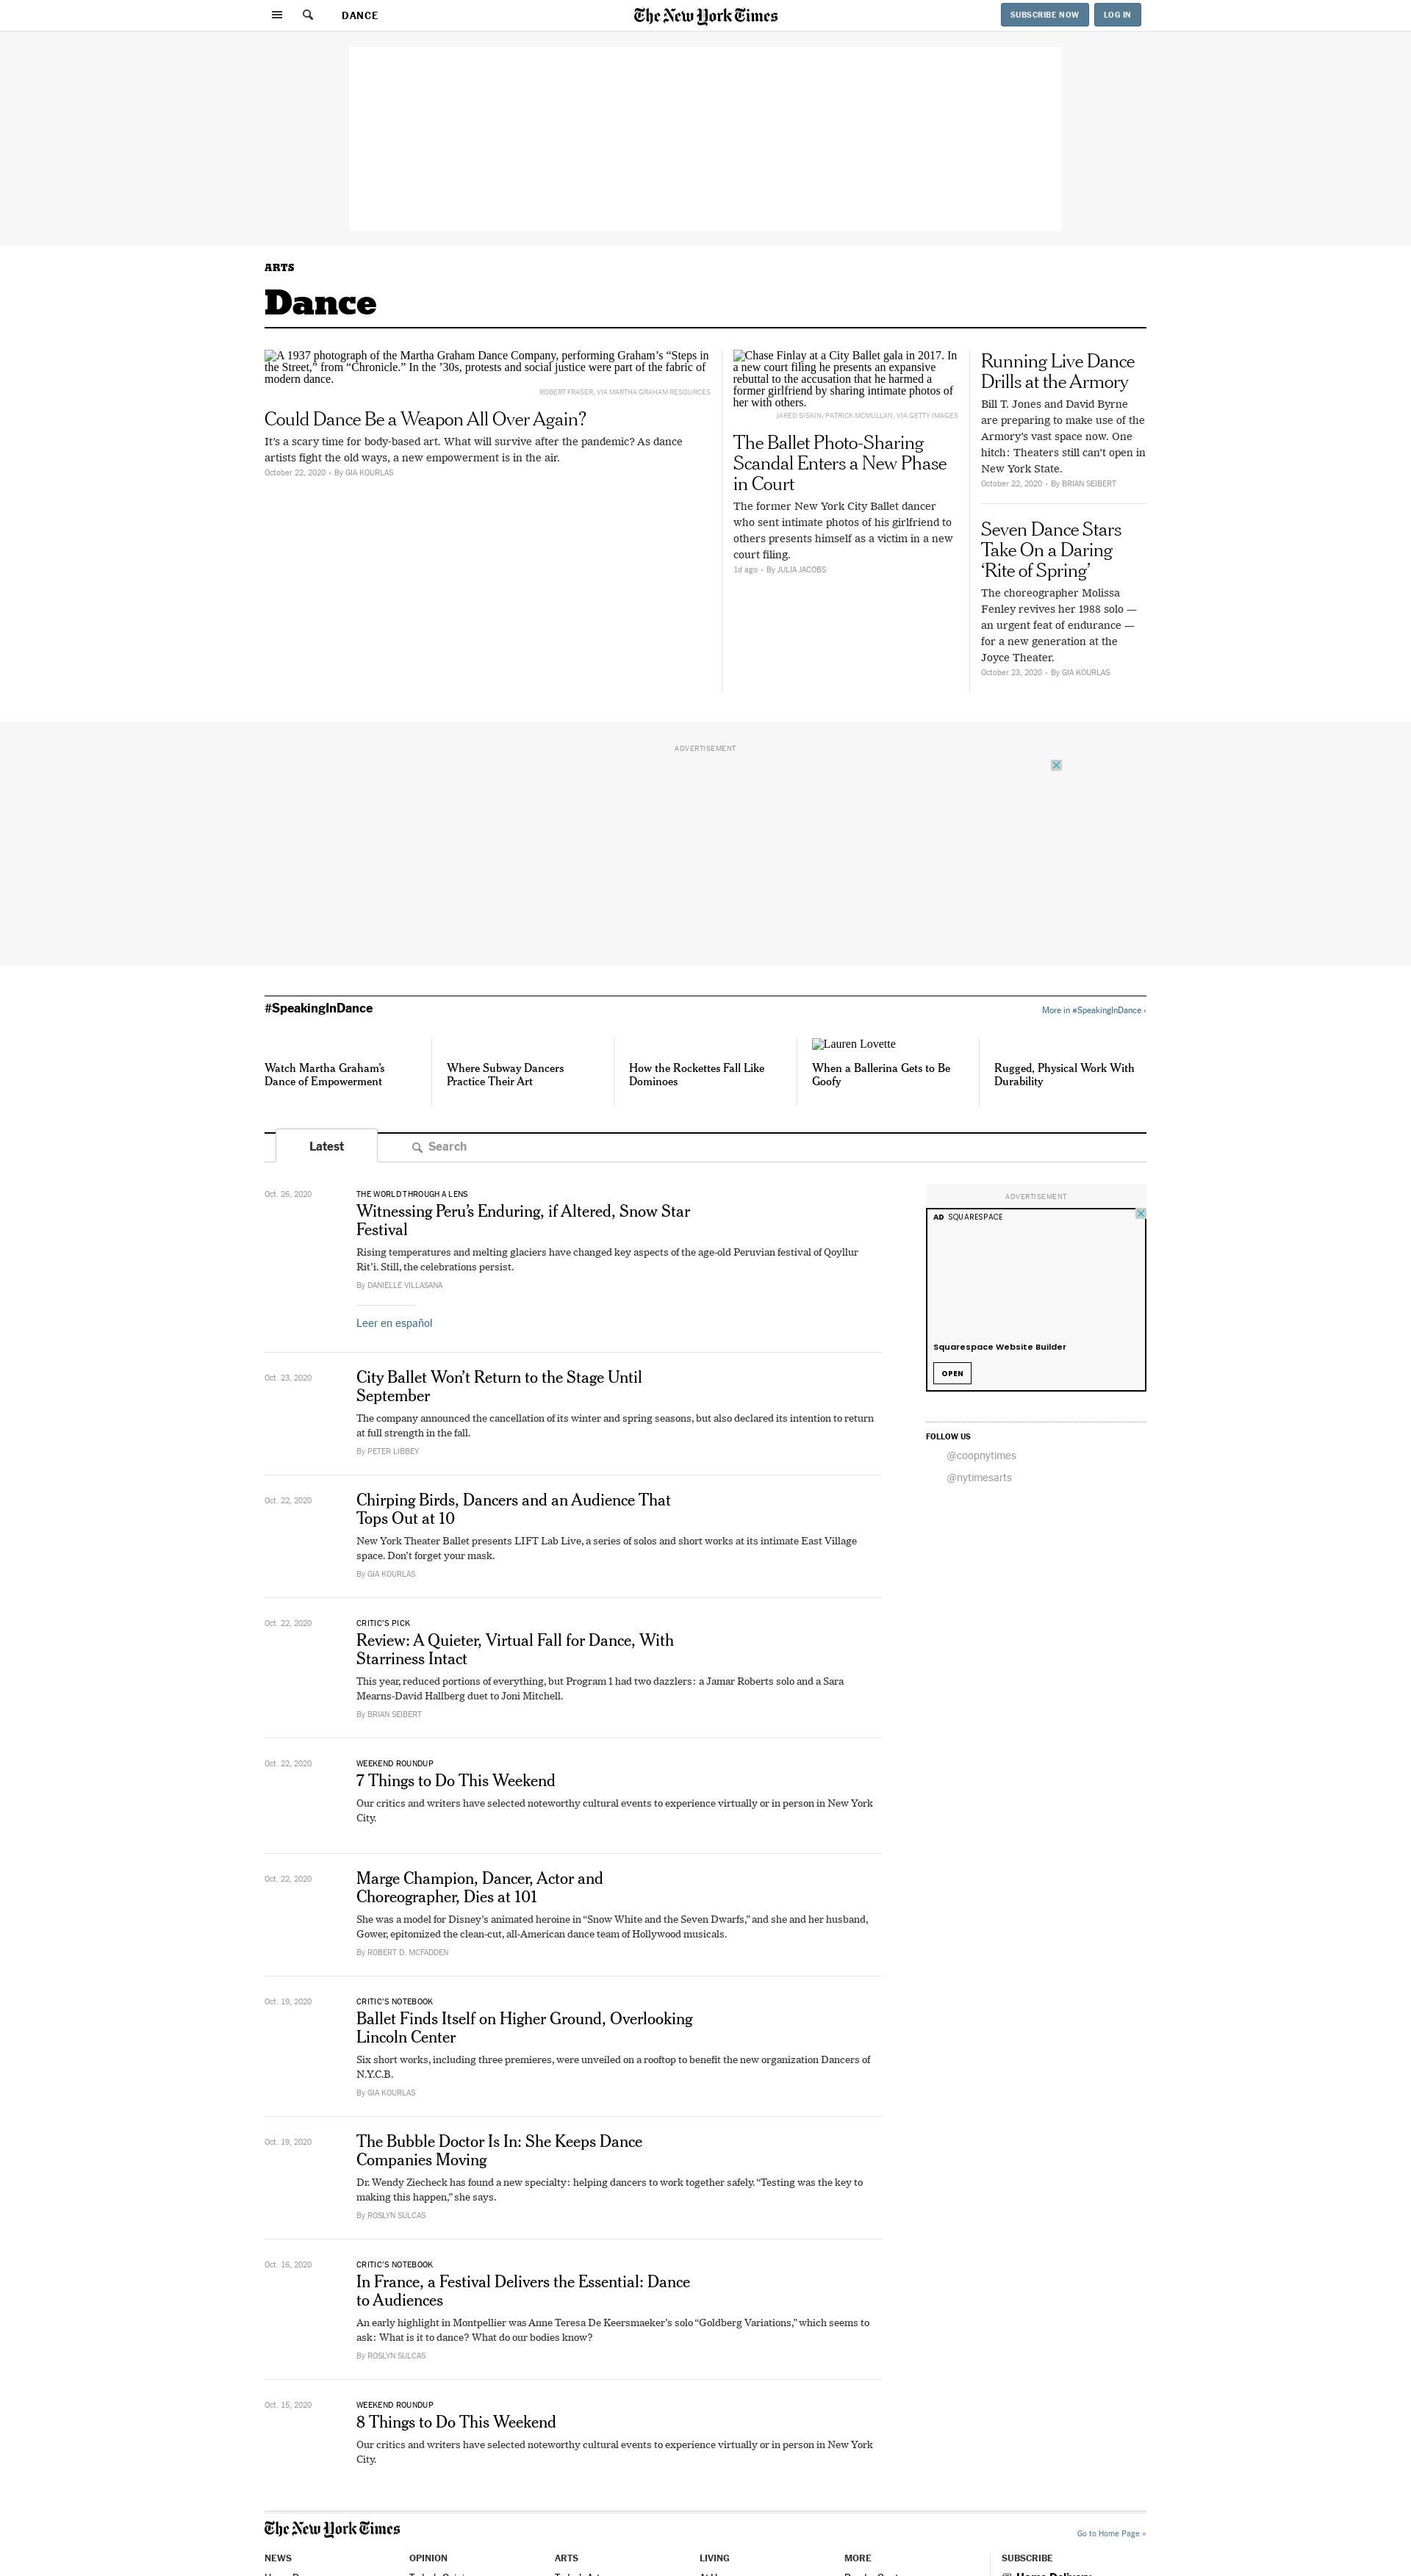 DANCE
The New York Times
SUBSCRIBE NOW
LOG IN
ARTS
Dance
A 1937 photograph of the Martha Graham Dance Company, performing Graham’s “Steps in
the Street,” from “Chronicle.” In the ’30s, protests and social justice were part of the fabric of
modern dance.
ROBERT FRASER, VIA MARTHA GRAHAM RESOURCES
Could Dance Be a Weapon All Over Again?
It’s a scary time for body-based art. What will survive after the pandemic? As dance
artists fight the old ways, a new empowerment is in the air.
October 22, 2020 • By GIA KOURLAS
Chase Finlay at a City Ballet gala in 2017. In
a new court filing he presents an expansive
rebuttal to the accusation that he harmed a
former girlfriend by sharing intimate photos of
her with others.
JARED SISKIN/PATRICK MCMULLAN, VIA GETTY IMAGES
The Ballet Photo-Sharing
Scandal Enters a New Phase
in Court
The former New York City Ballet dancer
who sent intimate photos of his girlfriend to
others presents himself as a victim in a new
court filing.
1d ago • By JULIA JACOBS
Running Live Dance
Drills at the Armory
Bill T. Jones and David Byrne
are preparing to make use of the
Armory’s vast space now. One
hitch: Theaters still can’t open in
New York State.
October 22, 2020 • By BRIAN SEIBERT
Seven Dance Stars
Take On a Daring
‘Rite of Spring’
The choreographer Molissa
Fenley revives her 1988 solo —
an urgent feat of endurance —
for a new generation at the
Joyce Theater.
October 23, 2020 • By GIA KOURLAS
ADVERTISEMENT
#SpeakingInDance
More in #SpeakingInDance ›
Watch Martha Graham’s
Dance of Empowerment
Where Subway Dancers
Practice Their Art
How the Rockettes Fall Like
Dominoes
Lauren Lovette
When a Ballerina Gets to Be
Goofy
Rugged, Physical Work With
Durability
Latest
Search
Oct. 26, 2020
THE WORLD THROUGH A LENS
Witnessing Peru’s Enduring, if Altered, Snow Star
Festival
Rising temperatures and melting glaciers have changed key aspects of the age-old Peruvian festival of Qoyllur
Rit’i. Still, the celebrations persist.
By DANIELLE VILLASANA
Leer en español
Oct. 23, 2020
City Ballet Won’t Return to the Stage Until
September
The company announced the cancellation of its winter and spring seasons, but also declared its intention to return
at full strength in the fall.
By PETER LIBBEY
Oct. 22, 2020
Chirping Birds, Dancers and an Audience That
Tops Out at 10
New York Theater Ballet presents LIFT Lab Live, a series of solos and short works at its intimate East Village
space. Don’t forget your mask.
By GIA KOURLAS
Oct. 22, 2020
CRITIC’S PICK
Review: A Quieter, Virtual Fall for Dance, With
Starriness Intact
This year, reduced portions of everything, but Program 1 had two dazzlers: a Jamar Roberts solo and a Sara
Mearns-David Hallberg duet to Joni Mitchell.
By BRIAN SEIBERT
Oct. 22, 2020
WEEKEND ROUNDUP
7 Things to Do This Weekend
Our critics and writers have selected noteworthy cultural events to experience virtually or in person in New York
City.
Oct. 22, 2020
Marge Champion, Dancer, Actor and
Choreographer, Dies at 101
She was a model for Disney’s animated heroine in “Snow White and the Seven Dwarfs,” and she and her husband,
Gower, epitomized the clean-cut, all-American dance team of Hollywood musicals.
By ROBERT D. MCFADDEN
Oct. 19, 2020
CRITIC’S NOTEBOOK
Ballet Finds Itself on Higher Ground, Overlooking
Lincoln Center
Six short works, including three premieres, were unveiled on a rooftop to benefit the new organization Dancers of
N.Y.C.B.
By GIA KOURLAS
Oct. 19, 2020
The Bubble Doctor Is In: She Keeps Dance
Companies Moving
Dr. Wendy Ziecheck has found a new specialty: helping dancers to work together safely. “Testing was the key to
making this happen,” she says.
By ROSLYN SULCAS
Oct. 16, 2020
CRITIC’S NOTEBOOK
In France, a Festival Delivers the Essential: Dance
to Audiences
An early highlight in Montpellier was Anne Teresa De Keersmaeker’s solo “Goldberg Variations,” which seems to
ask: What is it to dance? What do our bodies know?
By ROSLYN SULCAS
Oct. 15, 2020
WEEKEND ROUNDUP
8 Things to Do This Weekend
Our critics and writers have selected noteworthy cultural events to experience virtually or in person in New York
City.
ADVERTISEMENT
AD SQUARESPACE
Squarespace Website Builder
OPEN
FOLLOW US
@coopnytimes
@nytimesarts
The New York Times
Go to Home Page »
NEWS
OPINION
ARTS
LIVING
MORE
SUBSCRIBE